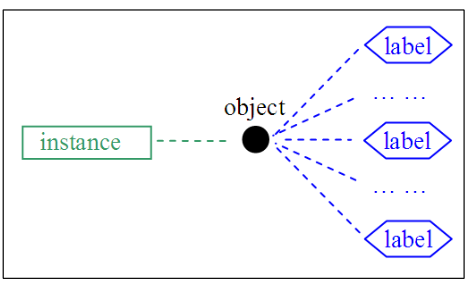 label
object
… …
instance
label
… …
label